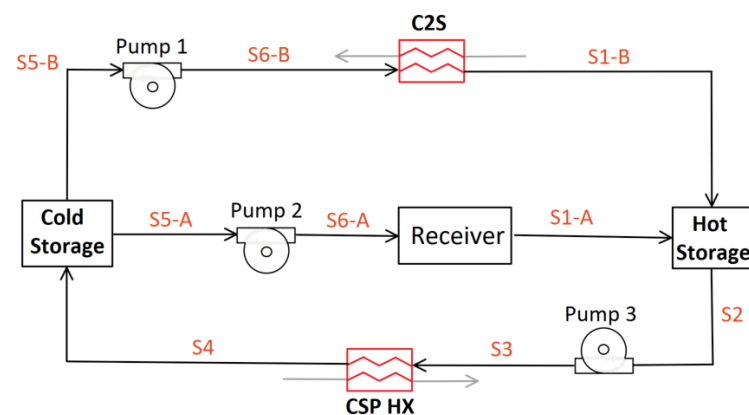 C2S
Pump 1
S5-B
S6-B
S1-B
Cold
Storage
S5-A
Pump 2
S6-A
Receiver
S1-A
Hot
Storage
S2
Pump 3
S4
S3
CSP HX